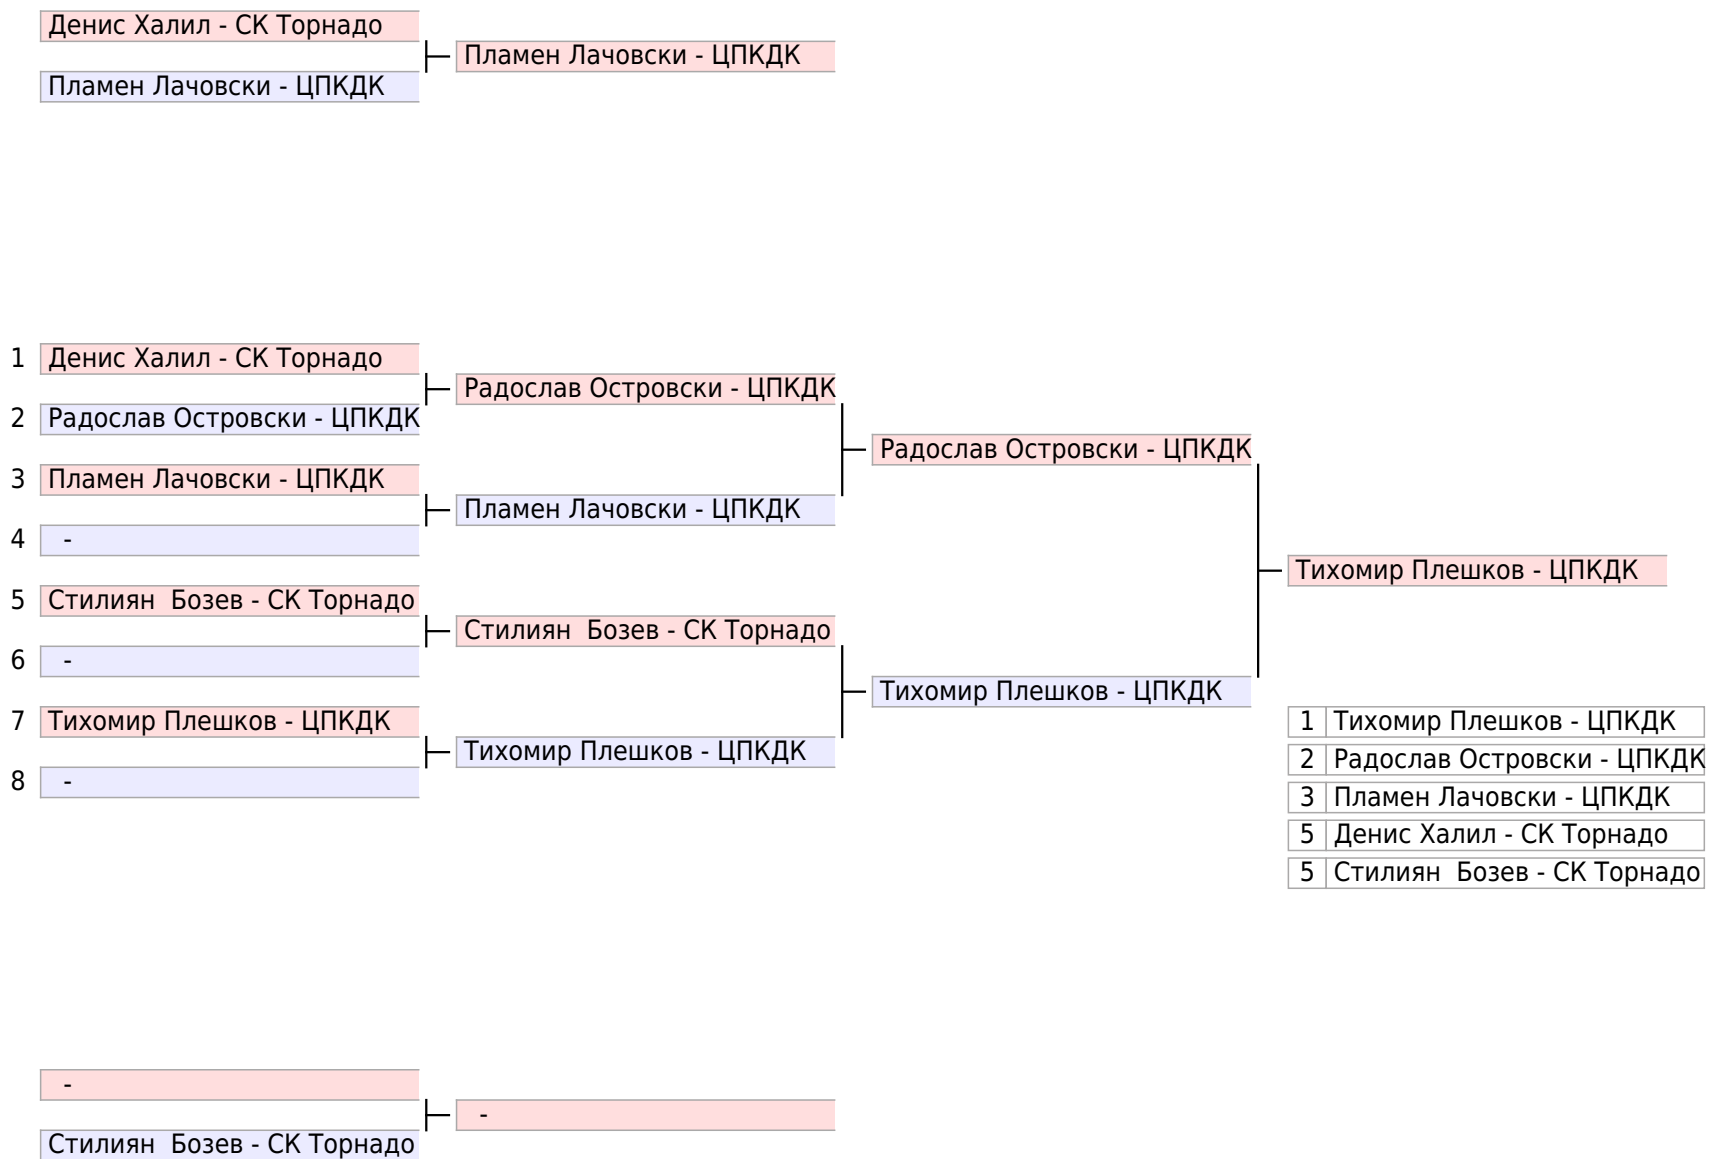 Денис Халил - СК Торнадо
Пламен Лачовски - ЦПКДК
Пламен Лачовски - ЦПКДК
1 Денис Халил - СК Торнадо
Радослав Островски - ЦПКДК
2 Радослав Островски - ЦПКДК
Радослав Островски - ЦПКДК
3 Пламен Лачовски - ЦПКДК
Пламен Лачовски - ЦПКДК
4 -
Тихомир Плешков - ЦПКДК
5 Стилиян  Бозев - СК Торнадо
Стилиян  Бозев - СК Торнадо
6 -
Тихомир Плешков - ЦПКДК
7 Тихомир Плешков - ЦПКДК
Тихомир Плешков - ЦПКДК
8 -
1 Тихомир Плешков - ЦПКДК
2 Радослав Островски - ЦПКДК
3 Пламен Лачовски - ЦПКДК
5 Денис Халил - СК Торнадо
5 Стилиян  Бозев - СК Торнадо
-
-
Стилиян  Бозев - СК Торнадо